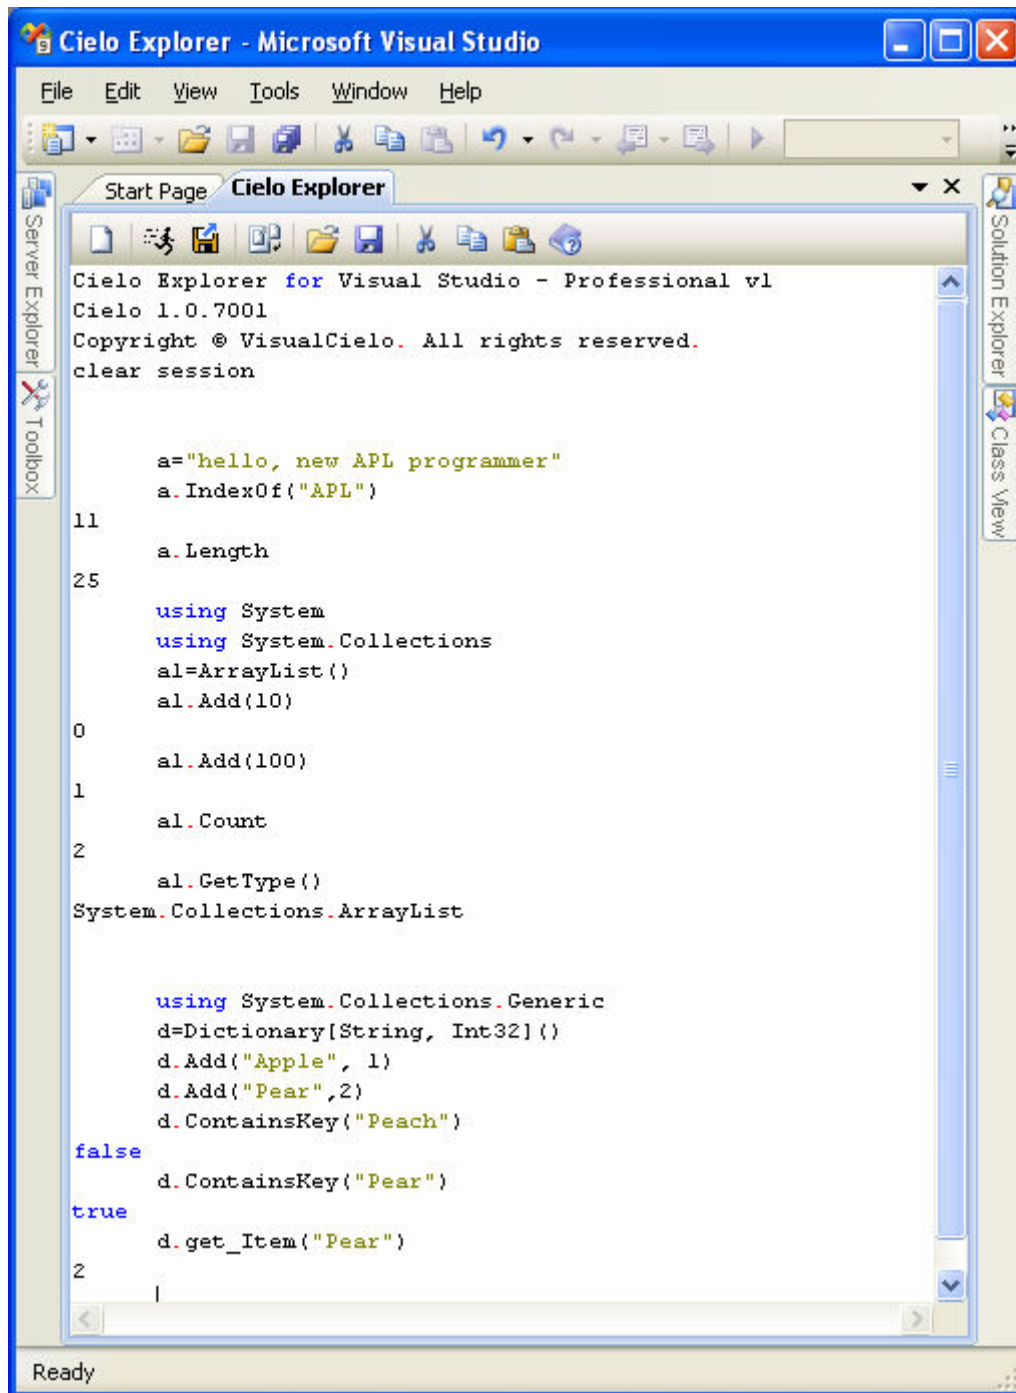 Cielo Explorer - Microsoft Visual Studio
File Edit View Tools Window Help
Start Page Cielo Explorer
Server Explorer
Toolbox
Solution Explorer
Class View
Cielo Explorer for Visual Studio - Professional v1
Cielo 1.0.7001
Copyright © VisualCielo. All rights reserved.
clear session
a="hello, new APL programmer"
a.IndexOf("APL")
11
a.Length
25
using System
using System.Collections
al=ArrayList()
al.Add(10)
0
al.Add(100)
1
al.Count
2
al.GetType()
System.Collections.ArrayList
using System.Collections.Generic
d=Dictionary[String, Int32]()
d.Add("Apple", 1)
d.Add("Pear",2)
d.ContainsKey("Peach")
false
d.ContainsKey("Pear")
true
d.get_Item("Pear")
2
Ready